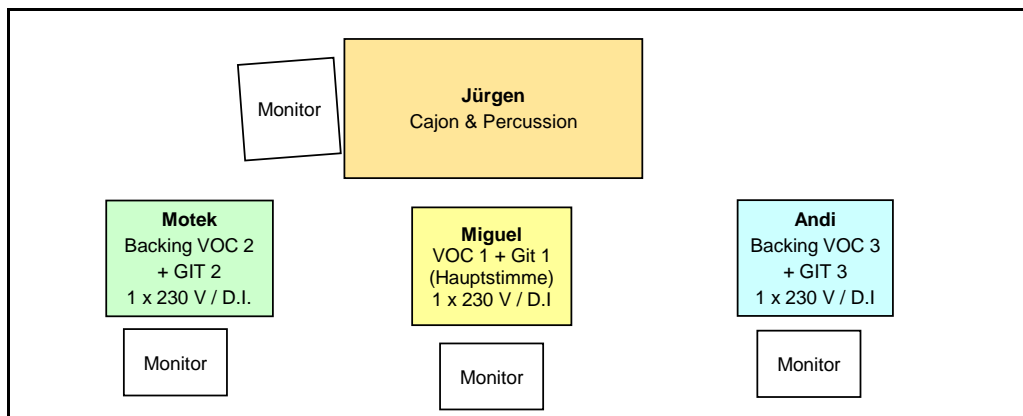 Monitor
Jürgen
Cajon & Percussion
Motek
Backing VOC 2
+ GIT 2
1 x 230 V / D.I.
Miguel
VOC 1 + Git 1
(Hauptstimme)
1 x 230 V / D.I
Andi
Backing VOC 3
+ GIT 3
1 x 230 V / D.I
Monitor
Monitor
Monitor